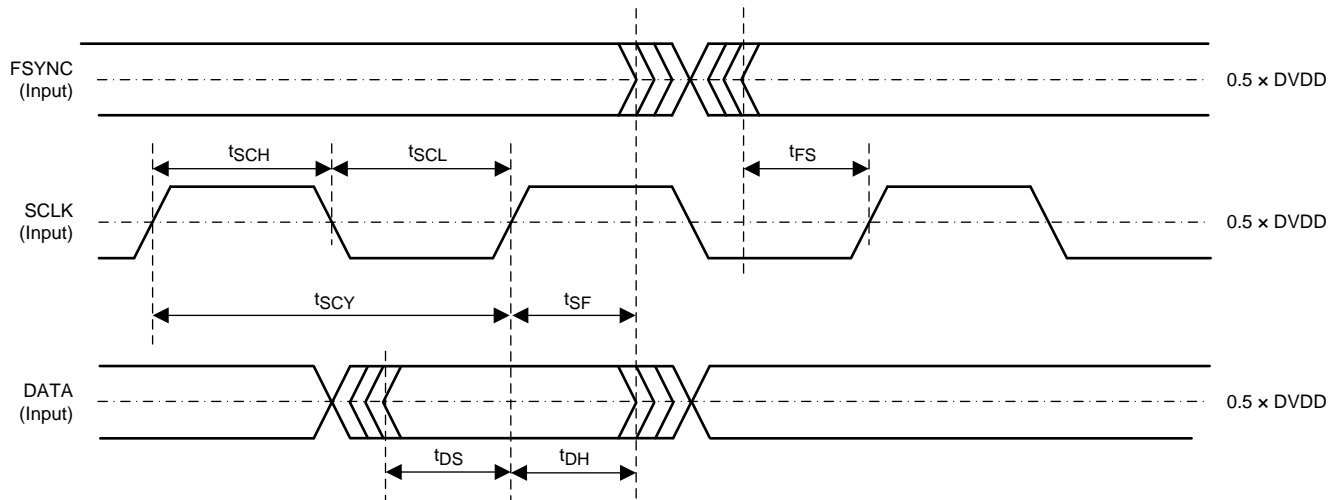 FSYNC
(Input)
0.5 × DVDD
tSCH
tSCL
tFS
SCLK
(Input)
0.5 × DVDD
tSCY
tSF
DATA
(Input)
0.5 × DVDD
tDS
tDH